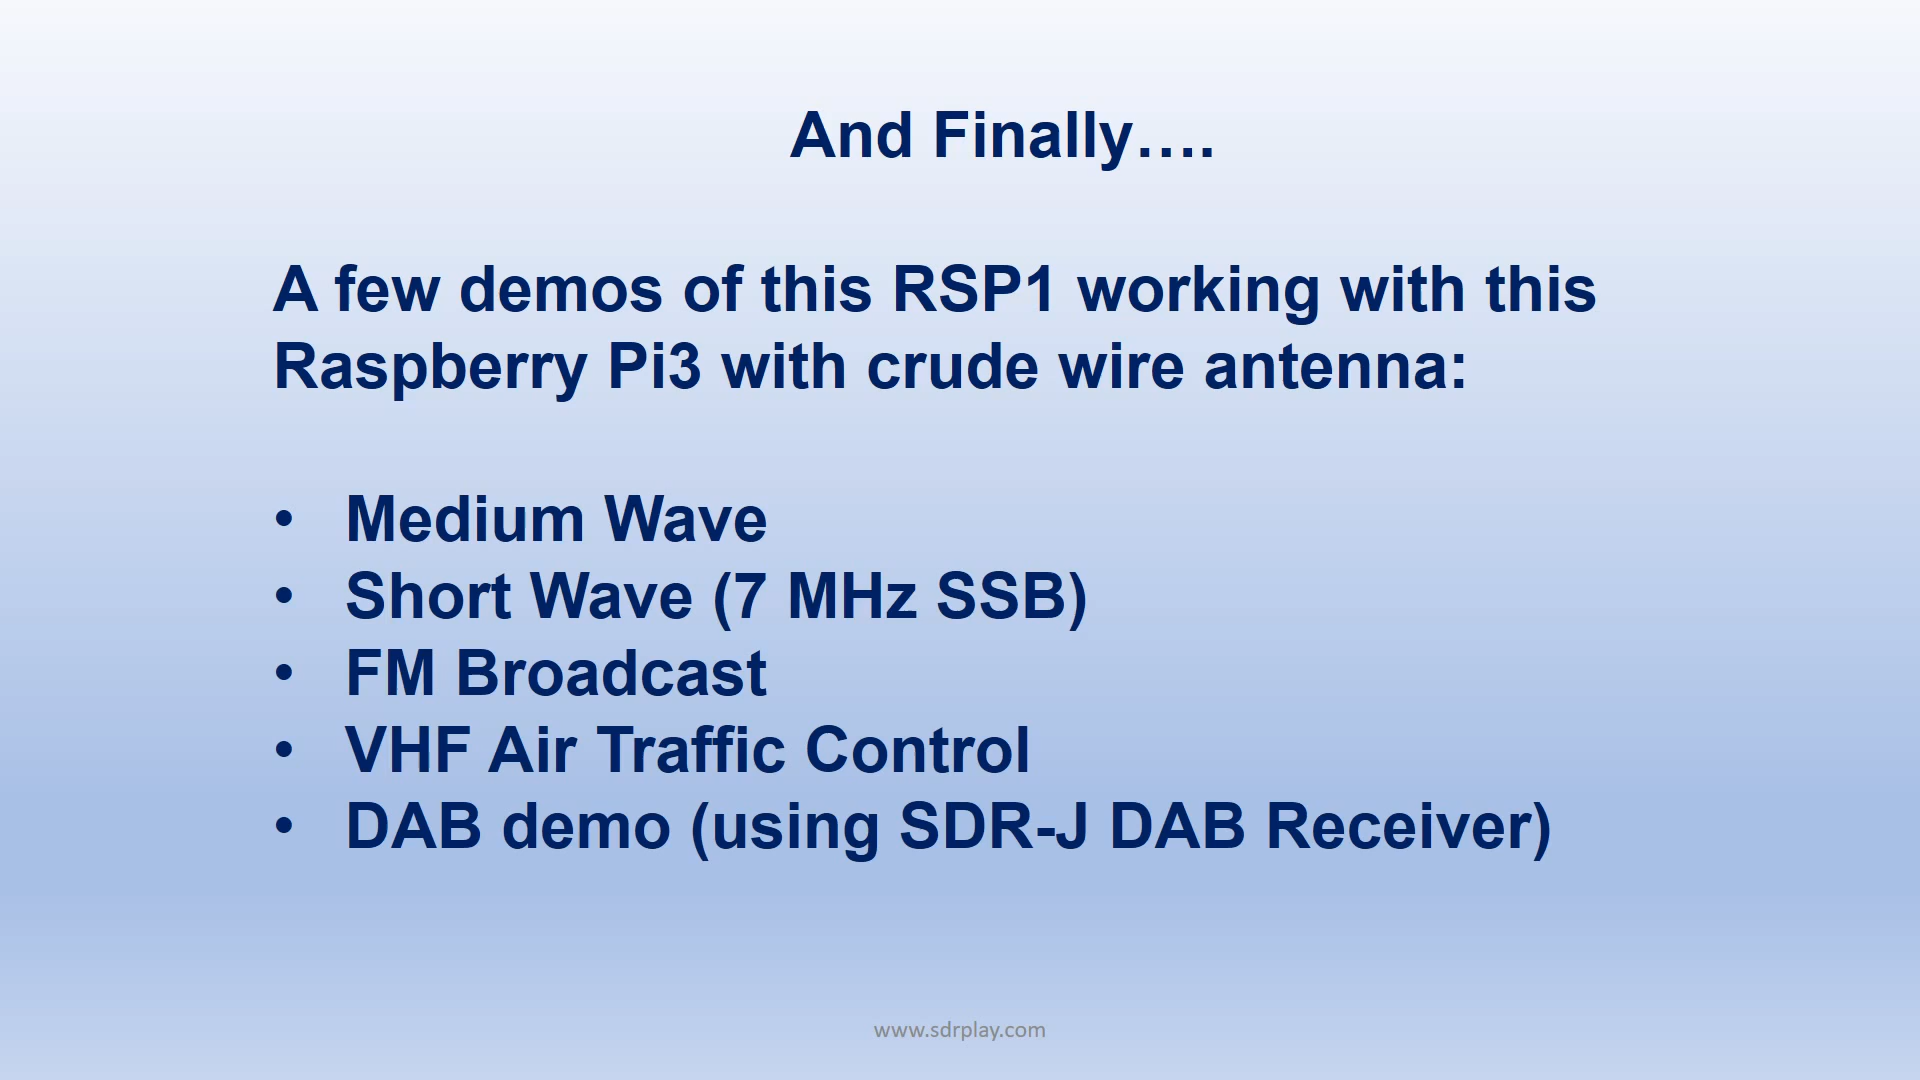 And Finally....
A few demos of this RSP1 working with this
Raspberry Pi3 with crude wire antenna:
• Medium Wave
• Short Wave (7 MHz SSB)
• FM Broadcast
• VHF Air Traffic Control
• DAB demo (using SDR-J DAB Receiver)
www.sdrplay.com